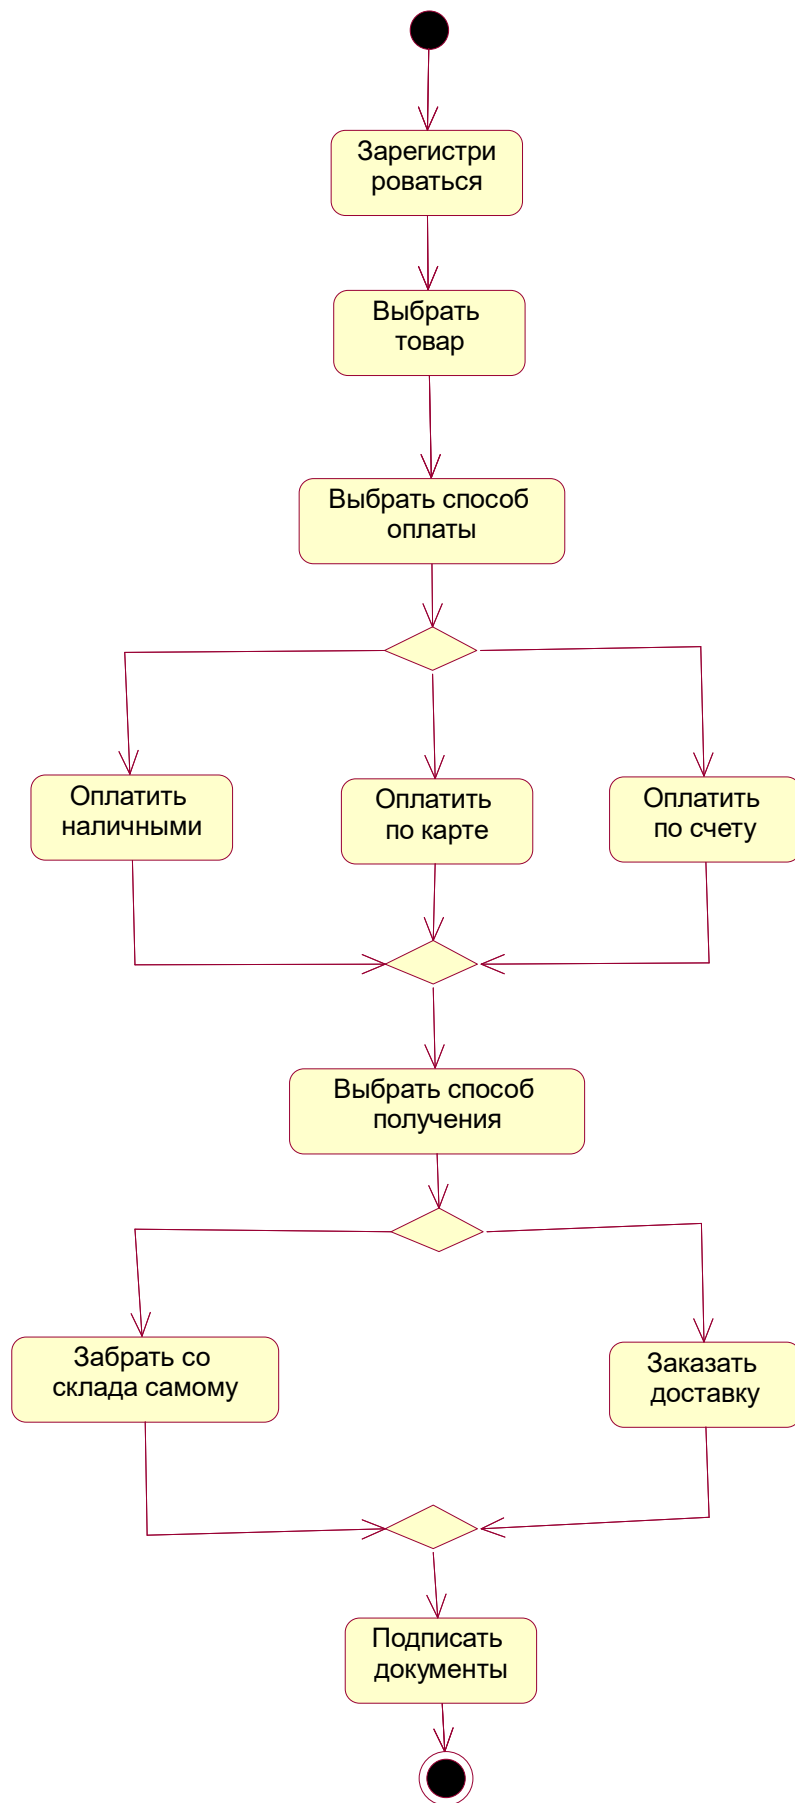 Зарегистри
роваться
Выбрать
товар
Выбрать способ
оплаты
Оплатить
наличными
Оплатить
по карте
Оплатить
по счету
Выбрать способ
получения
Забрать со
склада самому
Заказать
доставку
Подписать
документы